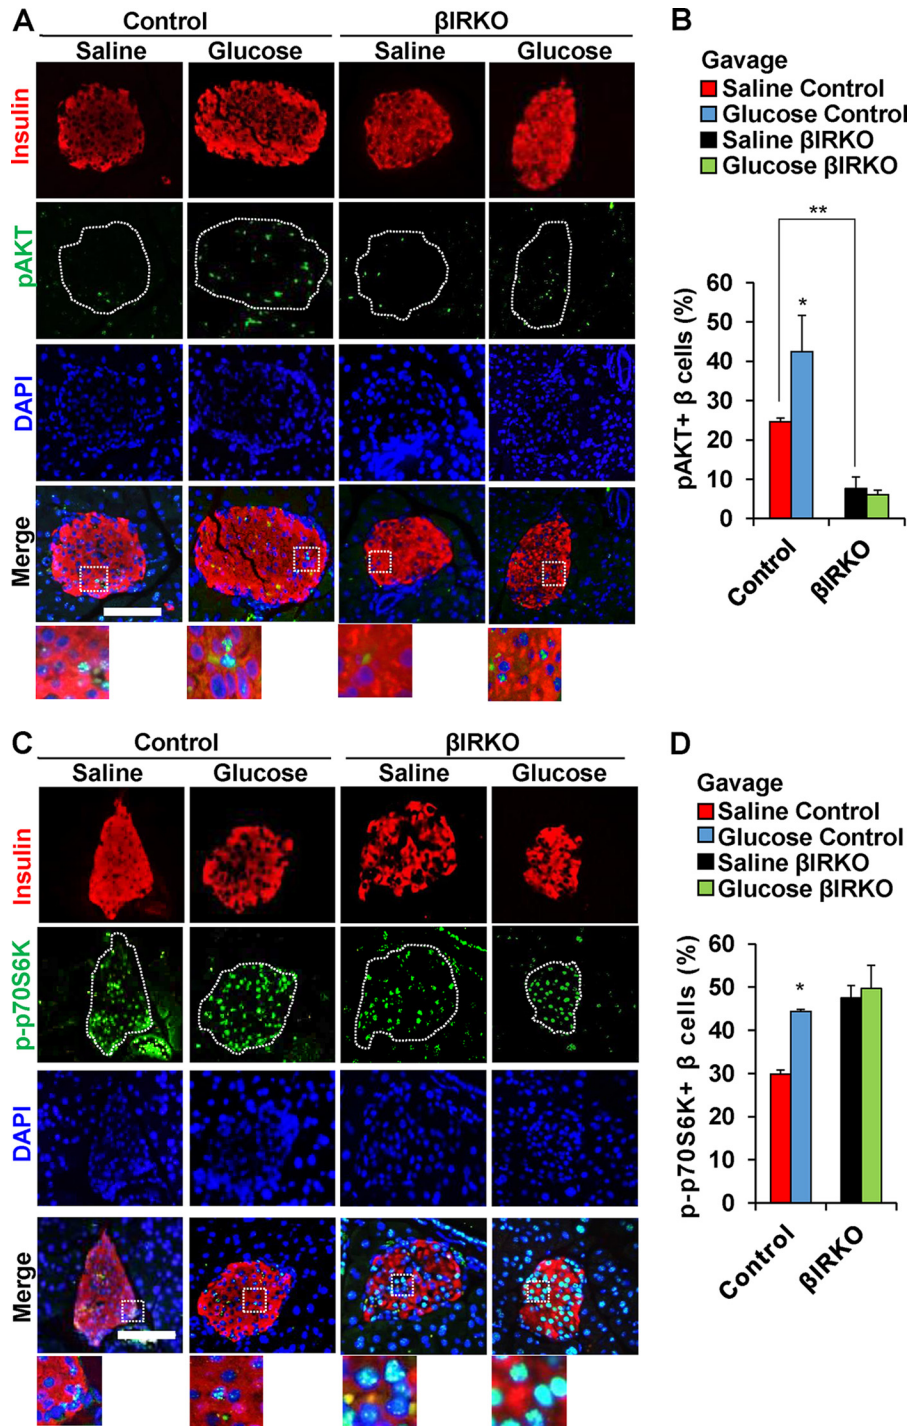 A
Control
βIRKO
Saline
Glucose
Saline
Glucose
Insulin
pAKT
DAPI
Merge
B
Gavage
Saline Control
Glucose Control
Saline βIRKO
Glucose βIRKO
**
*
pAKT+ β cells (%)
60
50
40
30
20
10
0
Control
βIRKO
C
Control
βIRKO
Saline
Glucose
Saline
Glucose
Insulin
p-p70S6K
DAPI
Merge
D
Gavage
Saline Control
Glucose Control
Saline βIRKO
Glucose βIRKO
*
p-p70S6K+ β cells (%)
60
50
40
30
20
10
0
Control
βIRKO